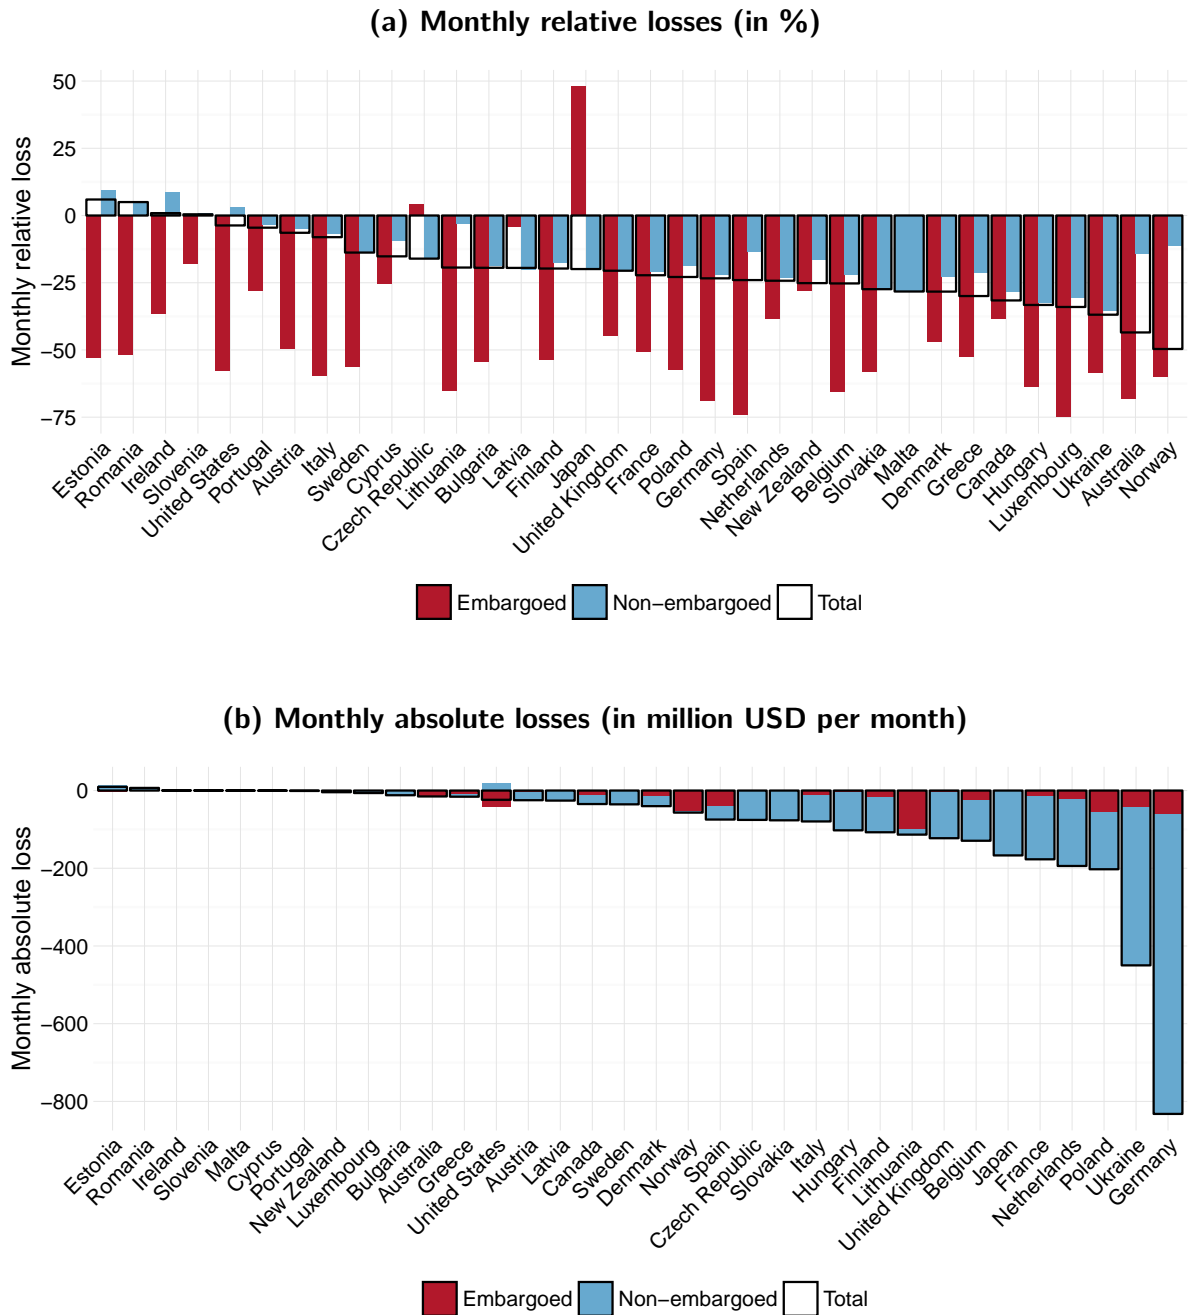 (a) Monthly relative losses (in %)
Monthly relative loss
50
25
0
−25
−50
−75
Estonia
Romania
Ireland
Slovenia
United States
Portugal
Austria
Italy
Sweden
Cyprus
Czech Republic
Lithuania
Bulgaria
Latvia
Finland
Japan
United Kingdom
France
Poland
Germany
Spain
Netherlands
New Zealand
Belgium
Slovakia
Malta
Denmark
Greece
Canada
Hungary
Luxembourg
Ukraine
Australia
Norway
Embargoed Non−embargoed Total
(b) Monthly absolute losses (in million USD per month)
Monthly absolute loss
0
−200
−400
−600
−800
Estonia
Romania
Ireland
Slovenia
Malta
Cyprus
Portugal
New Zealand
Luxembourg
Bulgaria
Australia
Greece
United States
Austria
Latvia
Canada
Sweden
Denmark
Norway
Spain
Czech Republic
Slovakia
Italy
Hungary
Finland
Lithuania
United Kingdom
Belgium
Japan
France
Netherlands
Poland
Ukraine
Germany
Embargoed Non−embargoed Total